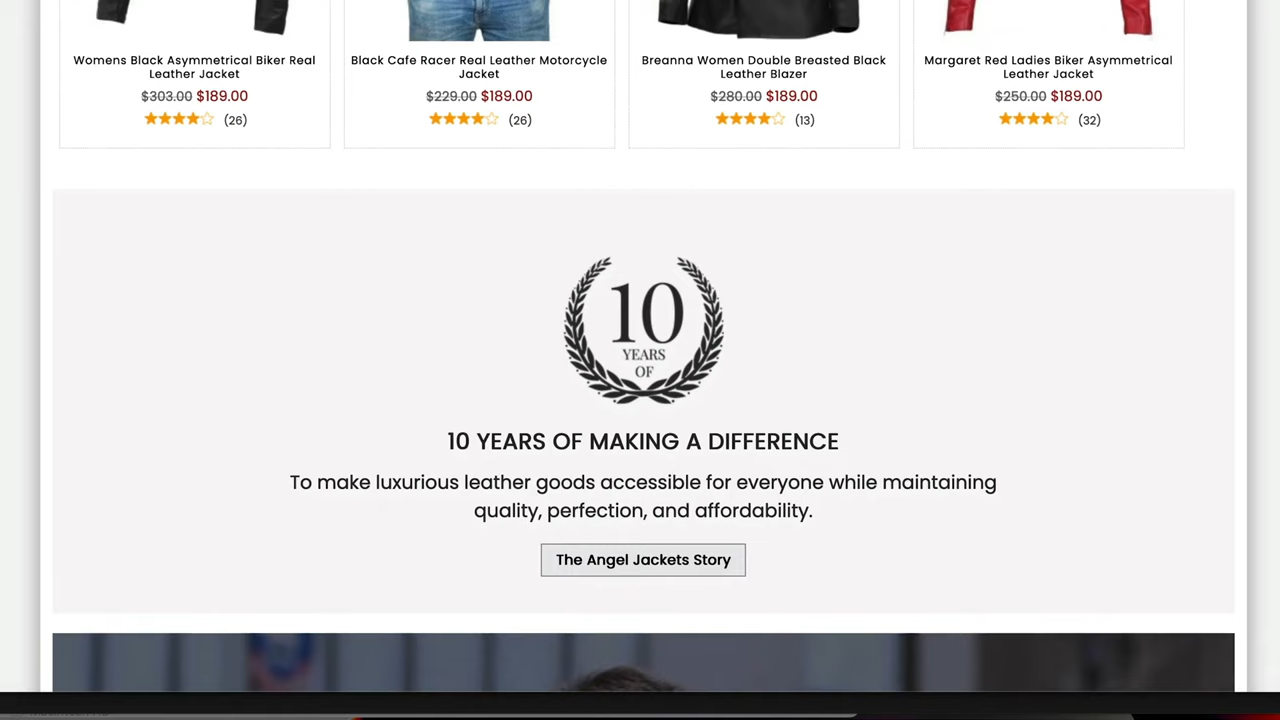 Womens Black Asymmetrical Biker Real
Leather Jacket
$303.00 $189.00
(26)
Black Cafe Racer Real Leather Motorcycle
Jacket
$229.00 $189.00
(26)
Breanna Women Double Breasted Black
Leather Blazer
$280.00 $189.00
(13)
Margaret Red Ladies Biker Asymmetrical
Leather Jacket
$250.00 $189.00
(32)
10
YEARS
OF
10 YEARS OF MAKING A DIFFERENCE
To make luxurious leather goods accessible for everyone while maintaining
quality, perfection, and affordability.
The Angel Jackets Story